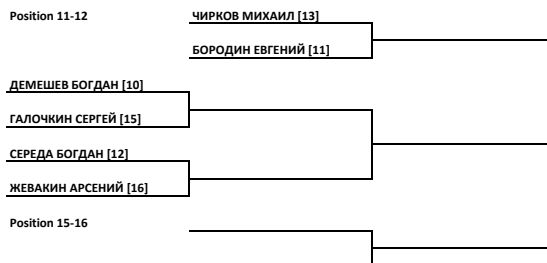 Position 11-12
ЧИРКОВ МИХАИЛ [13]
БОРОДИН ЕВГЕНИЙ [11]
ДЕМЕШЕВ БОГДАН [10]
ГАЛОЧКИН СЕРГЕЙ [15]
СЕРЕДА БОГДАН [12]
ЖЕВАКИН АРСЕНИЙ [16]
Position 15-16